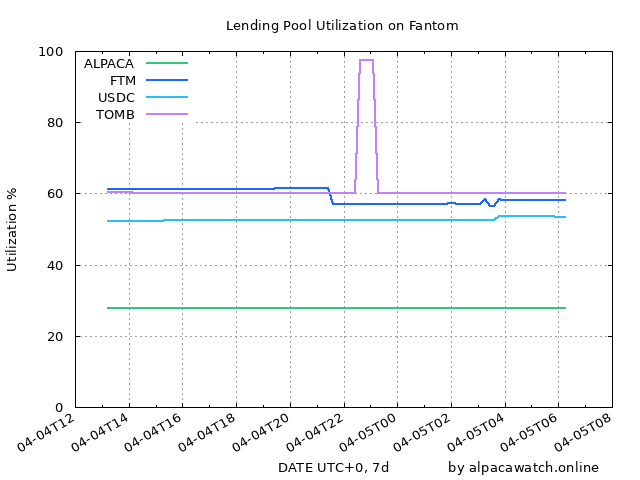 Lending Pool Utilization on Fantom
Utilization %
100
80
60
40
20
0
ALPACA
FTM
USDC
TOMB
04-04T12
04-04T14
04-04T16
04-04T18
04-04T20
04-04T22
04-05T00
04-05T02
04-05T04
04-05T06
04-05T08
DATE UTC+0, 7d
by alpacawatch.online